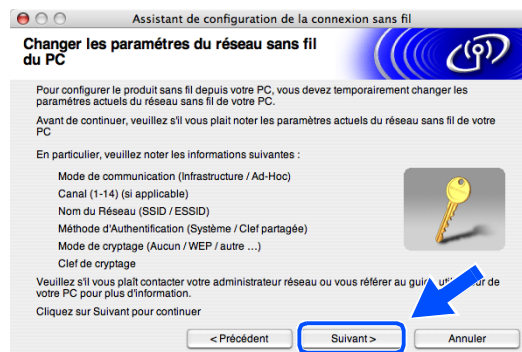 Assistant de configuration de la connexion sans fil
Changer les paramétres du réseau sans fil
du PC
Pour configurer le produit sans fil depuis votre PC, vous devez temporairement changer les
paramètres actuels du réseau sans fil de votre PC.
Avant de continuer, veuillez s'il vous plait noter les paramètres actuels du réseau sans fil de votre
PC
En particulier, veuillez noter les informations suivantes :
Mode de communication (Infrastructure / Ad-Hoc)
Canal (1-14) (si applicable)
Nom du Réseau (SSID / ESSID)
Méthode d'Authentification (Système / Clef partagée)
Mode de cryptage (Aucun / WEP / autre ...)
Clef de cryptage
Veuillez s'il vous plaît contacter votre administrateur réseau ou vous référer au de
votre PC pour plus d'information.
Cliquez sur Suivant pour continuer
< Précédent Suivant > Annuler